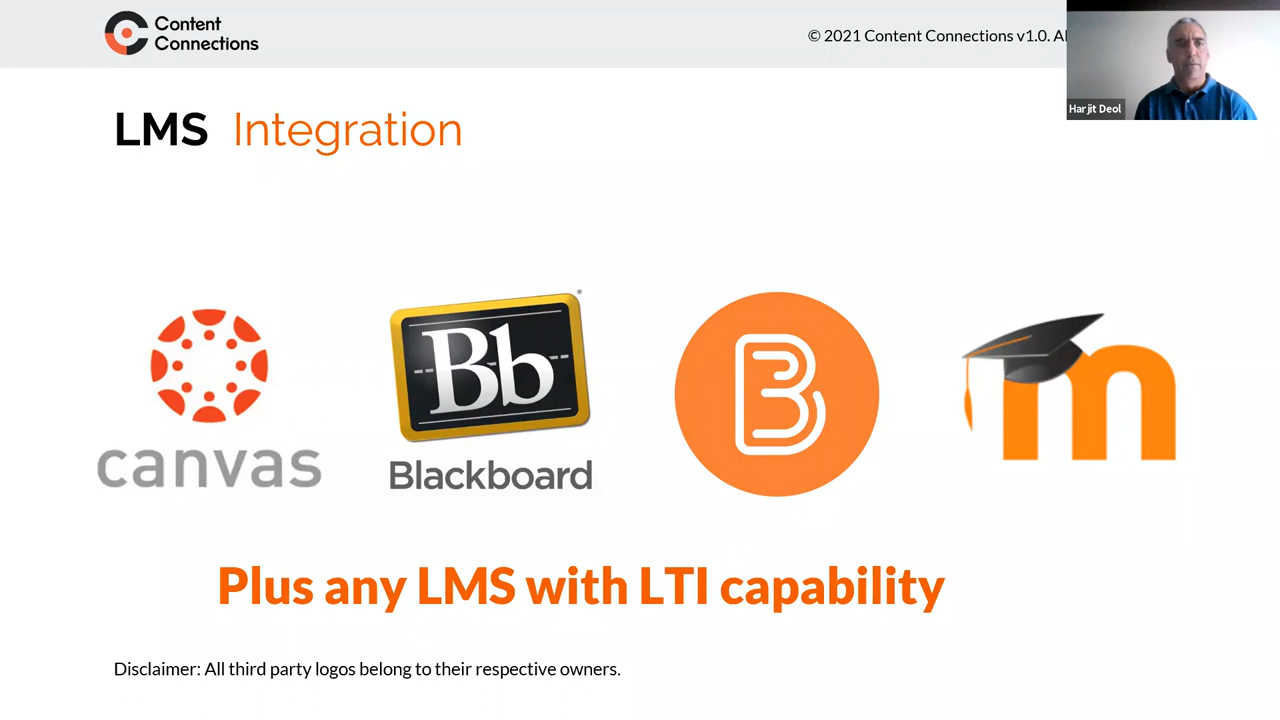 Content
Connections
© 2021 Content Connections v1.0.
Harjit Deol
LMS Integration
canvas
Bb
Blackboard
B
m
Plus any LMS with LTI capability
Disclaimer: All third party logos belong to their respective owners.